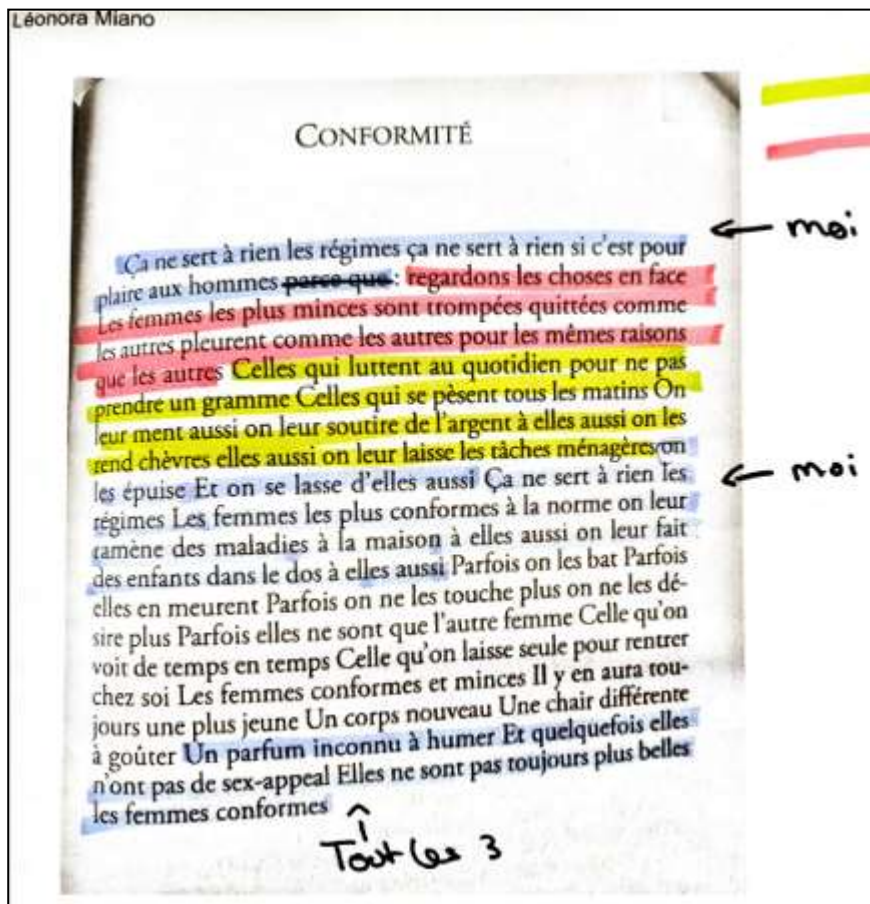 Léonora Miano
CONFORMITÉ
← moi
Ça ne sert à rien les régimes ça ne sert à rien si c'est pour
plaire aux hommes parce que : regardons les choses en face
Les femmes les plus minces sont trompées quittées comme
les autres pleurent comme les autres pour les mêmes raisons
que les autres Celles qui luttent au quotidien pour ne pas
prendre un gramme Celles qui se pèsent tous les matins On
leur ment aussi on leur soutire de l'argent à elles aussi on les
rend chèvres elles aussi on leur laisse les tâches ménagères on
les épuise Et on se lasse d'elles aussi Ça ne sert à rien les
← moi
régimes Les femmes les plus conformes à la norme on leur
ramène des maladies à la maison à elles aussi on leur fait
des enfants dans le dos à elles aussi Parfois on les bat Parfois
elles en meurent Parfois on ne les touche plus on ne les dé-
sire plus Parfois elles ne sont que l'autre femme Celle qu'on
voit de temps en temps Celle qu'on laisse seule pour rentrer
chez soi Les femmes conformes et minces Il y en aura tou-
jours une plus jeune Un corps nouveau Une chair différente
à goûter Un parfum inconnu à humer Et quelquefois elles
n'ont pas de sex-appeal Elles ne sont pas toujours plus belles
les femmes conformes
Tout les 3